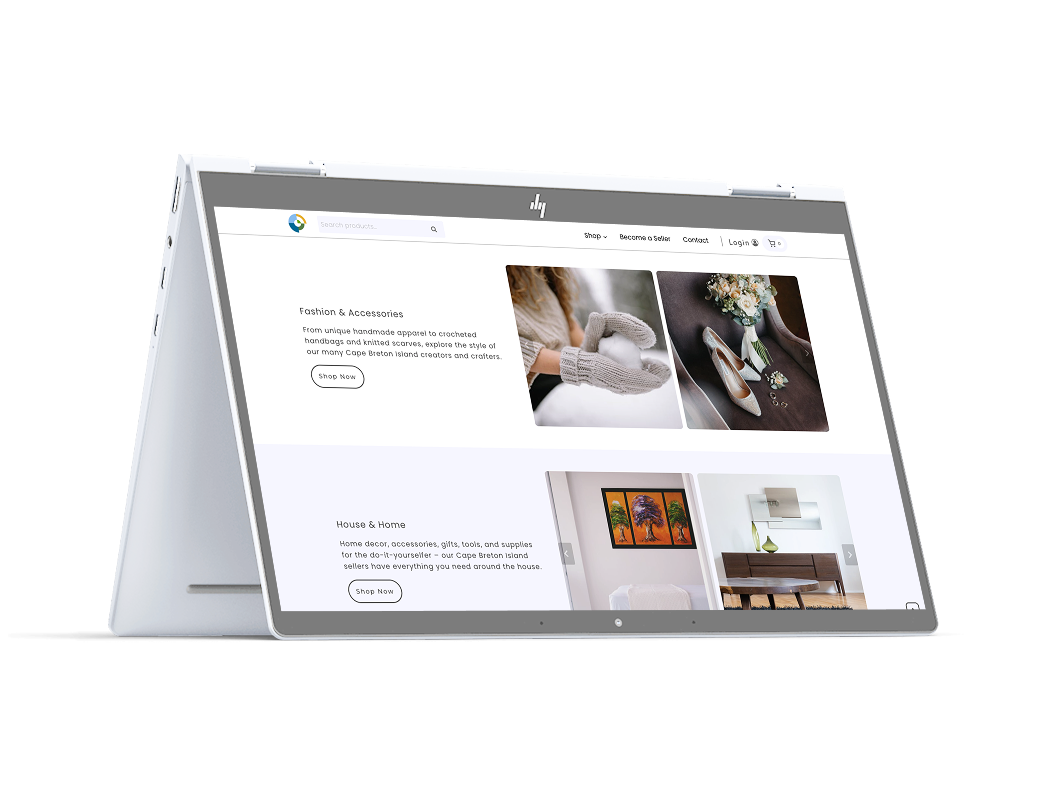 hp
Search products..
Shop
Become a Seller
Contact
Login
0
Fashion & Accessories
From unique handmade apparel to crocheted
handbags and knitted scarves, explore the style of
our many Cape Breton Island creators and crafters.
Shop Now
House & Home
Home decor, accessories, gifts, tools, and supplies
for the do-it-yourselfer – our Cape Breton Island
sellers have everything you need around the house.
Shop Now